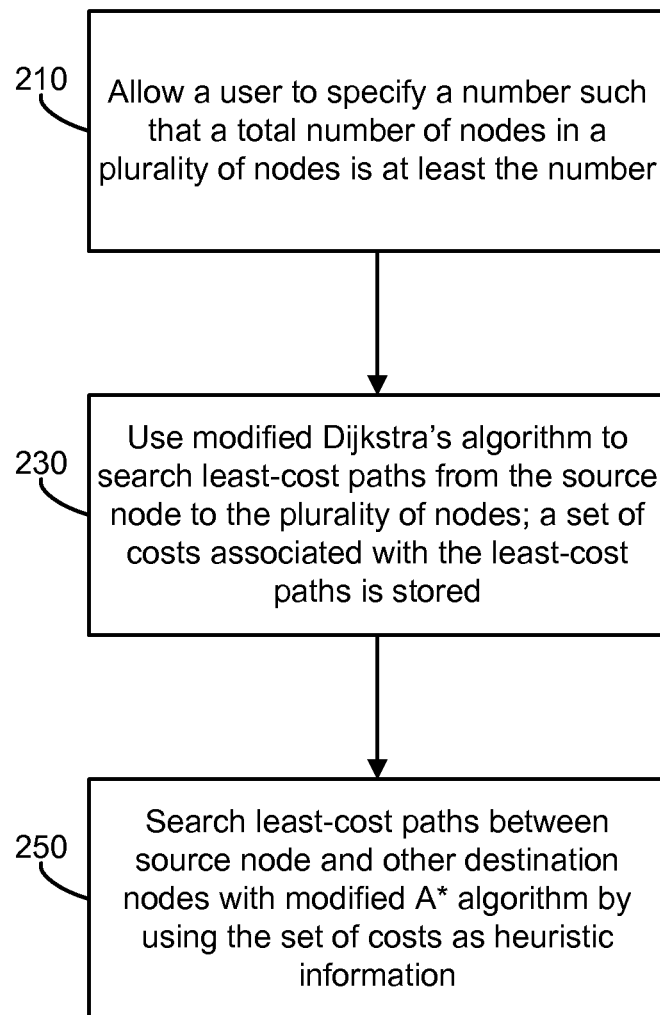 210
Allow a user to specify a number such
that a total number of nodes in a
plurality of nodes is at least the number
230
Use modified Dijkstra's algorithm to
search least-cost paths from the source
node to the plurality of nodes; a set of
costs associated with the least-cost
paths is stored
250
Search least-cost paths between
source node and other destination
nodes with modified A* algorithm by
using the set of costs as heuristic
information